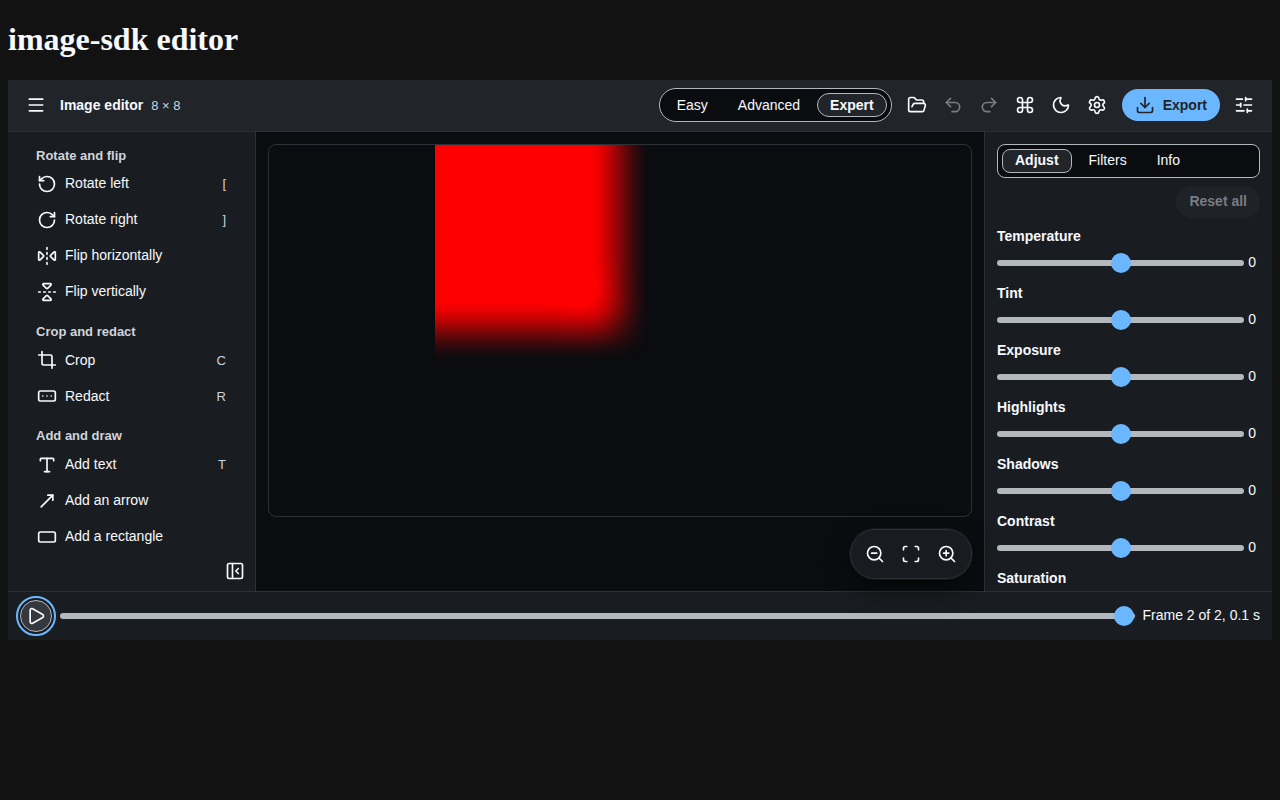 image-sdk editor
Image editor 8 × 8 Easy Advanced Expert Export
Rotate and flip
Rotate left [
Rotate right ]
Flip horizontally
Flip vertically
Crop and redact
Crop C
Redact R
Add and draw
Add text T
Add an arrow
Add a rectangle
Adjust Filters Info
Reset all
Temperature
0
Tint
0
Exposure
0
Highlights
0
Shadows
0
Contrast
0
Saturation
Frame 2 of 2, 0.1 s